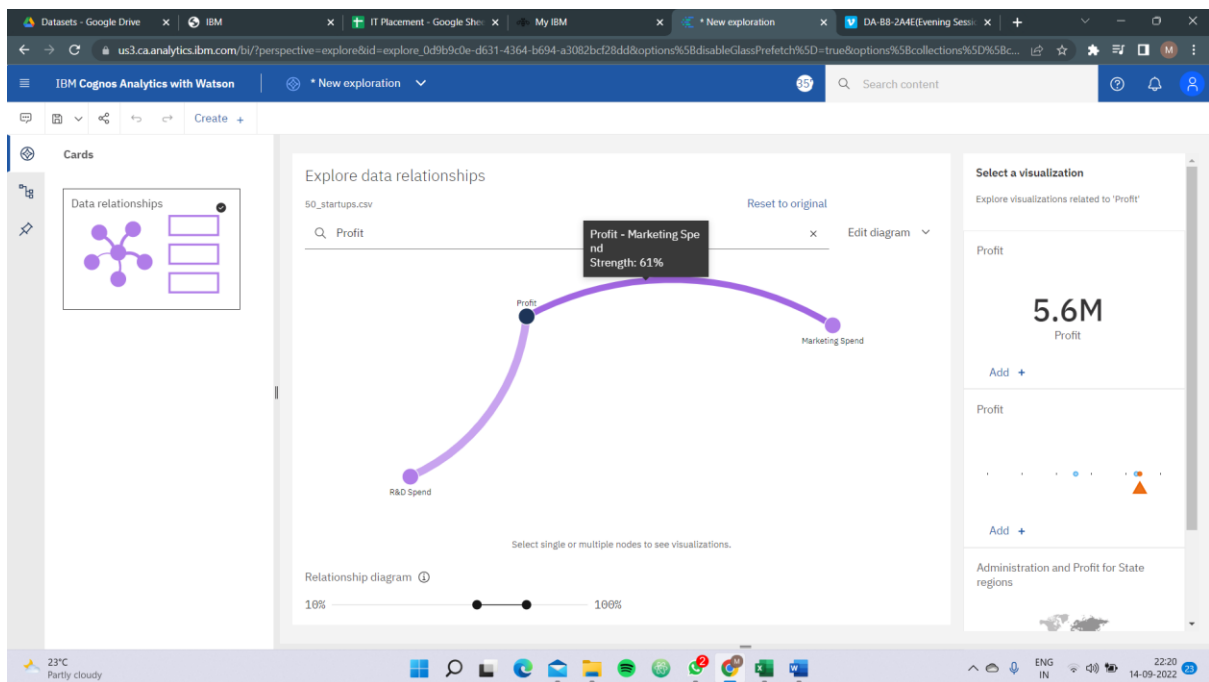 Datasets - Google Drive
IBM
IT Placement - Google Shee
My IBM
* New exploration
DA-B8-2A4E(Evening Sessic
us3.ca.analytics.ibm.com/bi/?perspective=explore&id=explore_0d9b9c0e-d631-4364-b694-a3082bcf28dd&options%5BdisableGlassPrefetch%5D=true&options%5Bcollections%5D%5Bc...
M
IBM Cognos Analytics with Watson
* New exploration
Search content
Create +
Cards
Data relationships
Explore data relationships
50_startups.csv
Reset to original
Profit
Edit diagram
Profit - Marketing Spe
nd
Strength: 61%
Profit
Marketing Spend
R&D Spend
Select single or multiple nodes to see visualizations.
Relationship diagram
10%
100%
Select a visualization
Explore visualizations related to 'Profit'
Profit
5.6M
Profit
Add +
Profit
Add +
Administration and Profit for State
regions
23°C
Partly cloudy
2
ENG
IN
22:20
14-09-2022
23